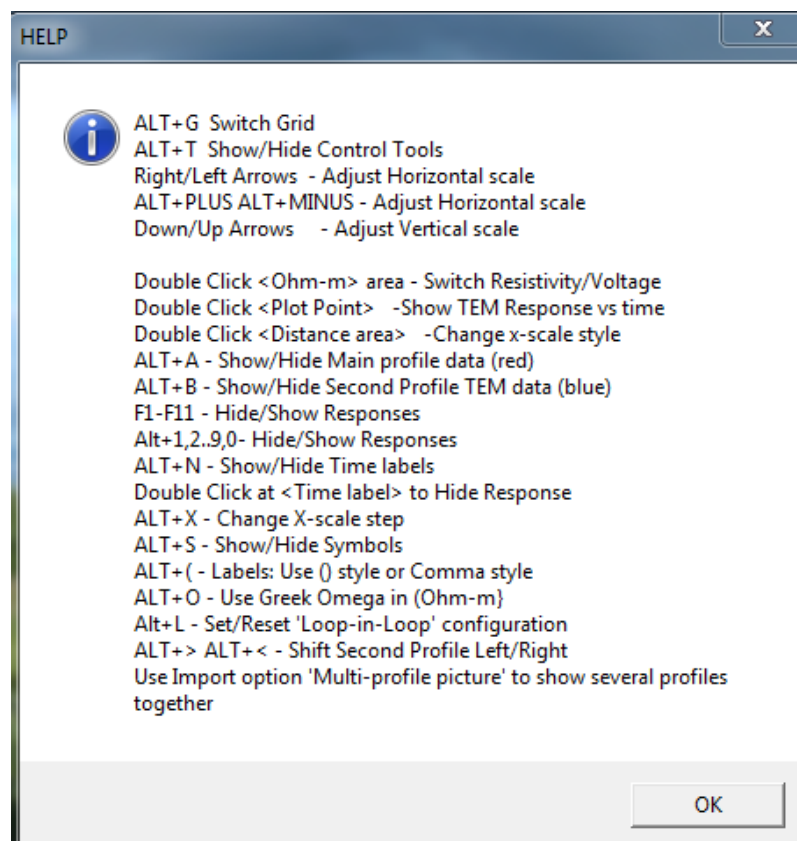 HELP
X
ALT+G  Switch Grid
ALT+T  Show/Hide Control Tools
Right/Left Arrows  - Adjust Horizontal scale
ALT+PLUS ALT+MINUS - Adjust Horizontal scale
Down/Up Arrows    - Adjust Vertical scale
Double Click <Ohm-m> area - Switch Resistivity/Voltage
Double Click <Plot Point>  -Show TEM Response vs time
Double Click <Distance area>  -Change x-scale style
ALT+A - Show/Hide Main profile data (red)
ALT+B - Show/Hide Second Profile TEM data (blue)
F1-F11 - Hide/Show Responses
Alt+1,2..9,0- Hide/Show Responses
ALT+N - Show/Hide Time labels
Double Click at <Time label> to Hide Response
ALT+X - Change X-scale step
ALT+S - Show/Hide Symbols
ALT+( - Labels: Use () style or Comma style
ALT+O - Use Greek Omega in (Ohm-m}
Alt+L - Set/Reset 'Loop-in-Loop' configuration
ALT+> ALT+< - Shift Second Profile Left/Right
Use Import option 'Multi-profile picture' to show several profiles
together
OK